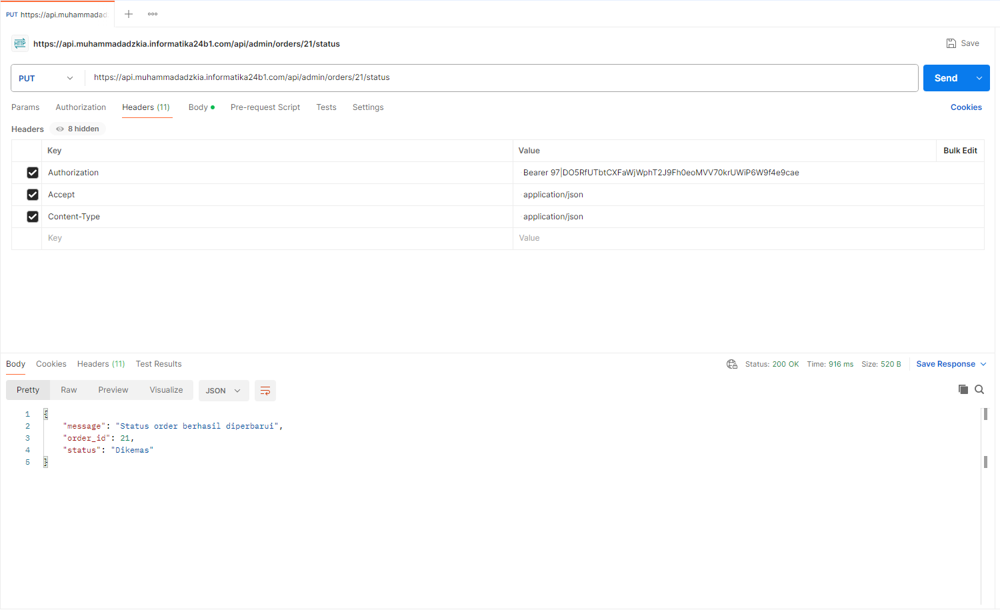 PUT https://api.muhammadad
HTTP https://api.muhammadadzkia.informatika24b1.com/api/admin/orders/21/status Save
PUT https://api.muhammadadzkia.informatika24b1.com/api/admin/orders/21/status Send
Params Authorization Headers (11) Body Pre-request Script Tests Settings Cookies
Headers 8 hidden
Key Value Bulk Edit
Authorization Bearer 97|DO5RfUTbtCXFaWjWphT2J9Fh0eoMVV70krUWiP6W9f4e9cae
Accept application/json
Content-Type application/json
Key Value
Body Cookies Headers (11) Test Results Status: 200 OK Time: 916 ms Size: 520 B Save Response
Pretty Raw Preview Visualize JSON
1 {
2 "message": "Status order berhasil diperbarui",
3 "order_id": 21,
4 "status": "Dikemas"
5 }